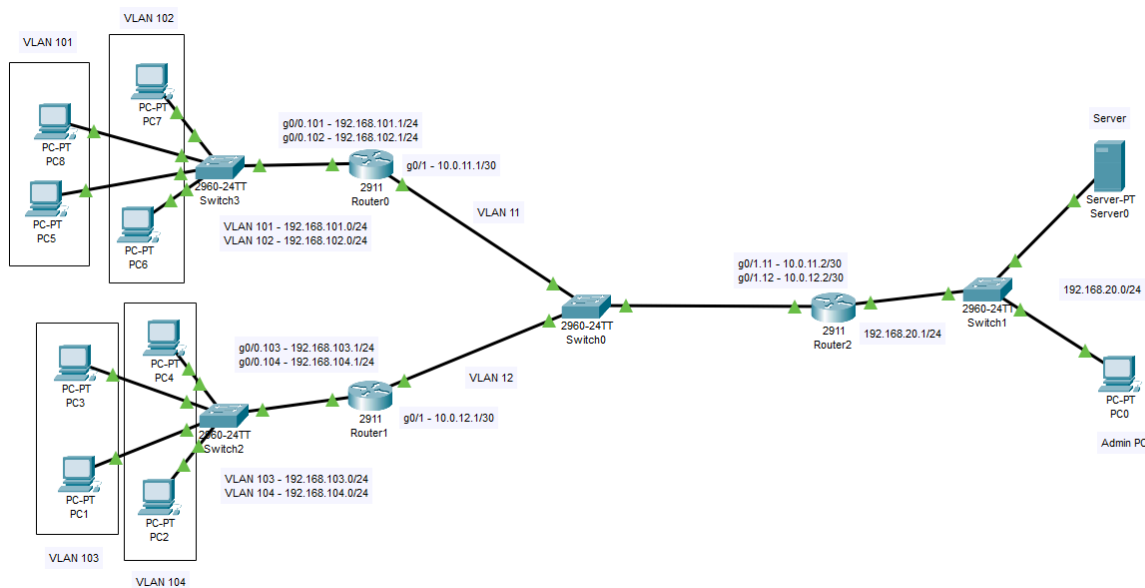 VLAN 102
VLAN 101
PC-PT
PC7
PC-PT
PC8
PC-PT
PC5
PC-PT
PC6
2960-24TT
Switch3
g0/0.101 - 192.168.101.1/24
g0/0.102 - 192.168.102.1/24
2911
Router0
g0/1 - 10.0.11.1/30
VLAN 101 - 192.168.101.0/24
VLAN 102 - 192.168.102.0/24
VLAN 11
Server
Server-PT
Server0
g0/1.11 - 10.0.11.2/30
g0/1.12 - 10.0.12.2/30
2960-24TT
Switch0
2911
Router2
192.168.20.1/24
2960-24TT
Switch1
192.168.20.0/24
PC-PT
PC0
Admin PC
VLAN 12
g0/0.103 - 192.168.103.1/24
g0/0.104 - 192.168.104.1/24
2911
Router1
g0/1 - 10.0.12.1/30
PC-PT
PC4
PC-PT
PC3
2960-24TT
Switch2
PC-PT
PC1
PC-PT
PC2
VLAN 103 - 192.168.103.0/24
VLAN 104 - 192.168.104.0/24
VLAN 103
VLAN 104